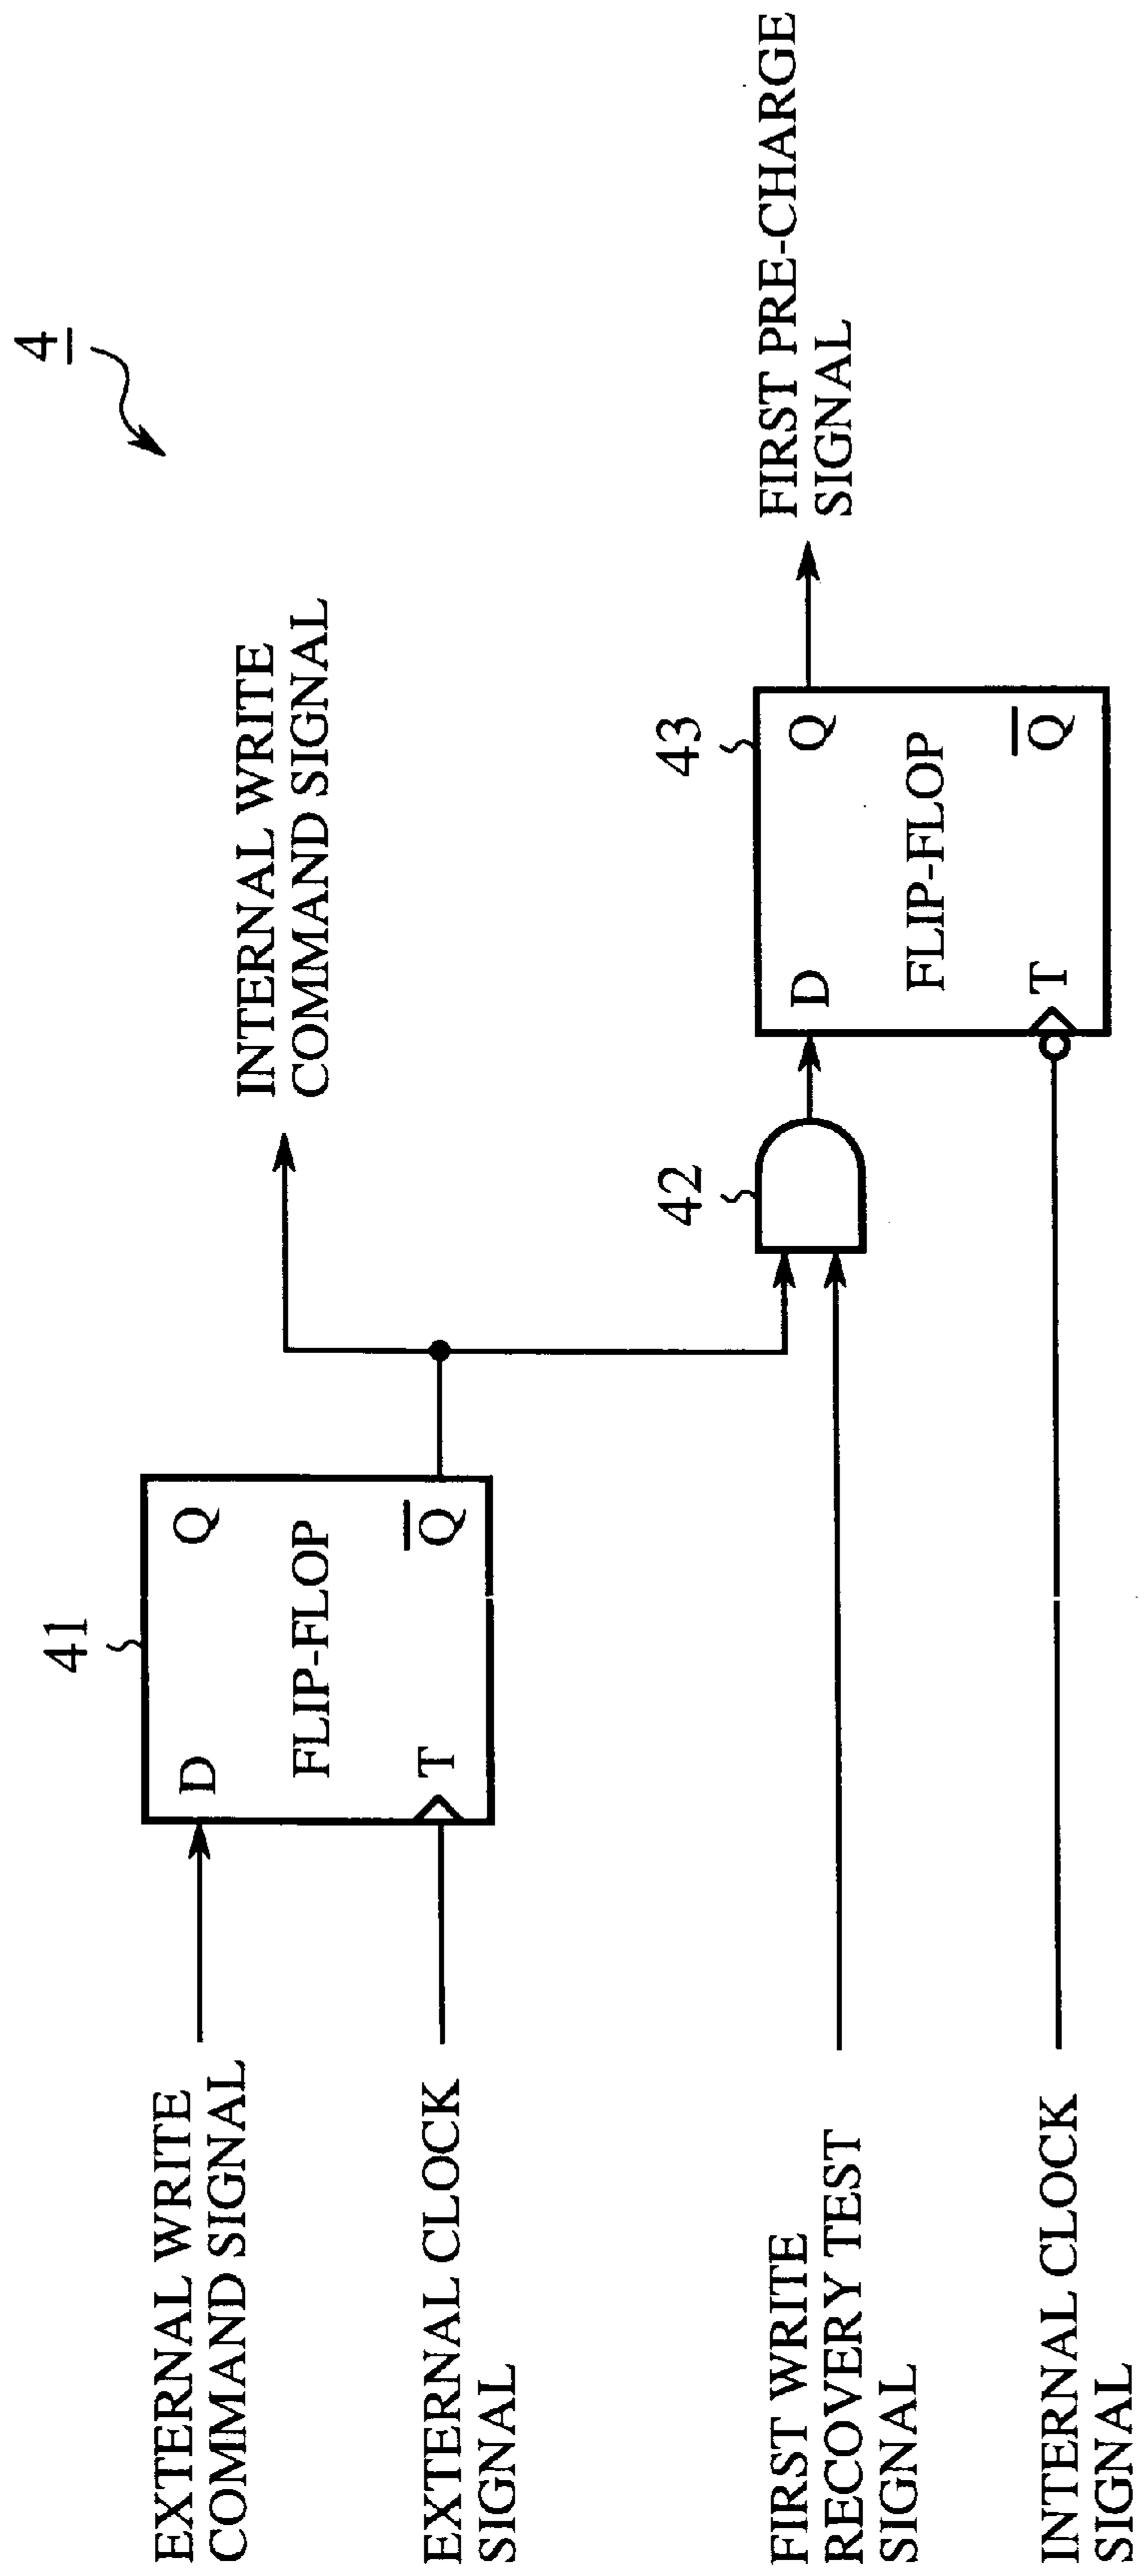 4
INTERNAL WRITE
COMMAND SIGNAL
41
D
Q
FLIP-FLOP
T
Q
EXTERNAL WRITE
COMMAND SIGNAL
EXTERNAL CLOCK
SIGNAL
42
43
D
Q
FLIP-FLOP
T
Q
FIRST PRE-CHARGE
SIGNAL
FIRST WRITE
RECOVERY TEST
SIGNAL
INTERNAL CLOCK
SIGNAL